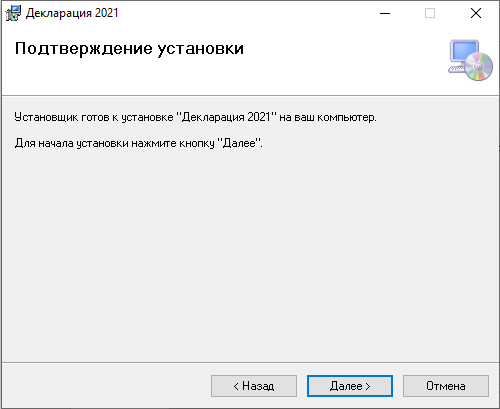 Декларация 2021
Подтверждение установки
Установщик готов к установке "Декларация 2021" на ваш компьютер.
Для начала установки нажмите кнопку "Далее".
< Назад
Далее >
Отмена